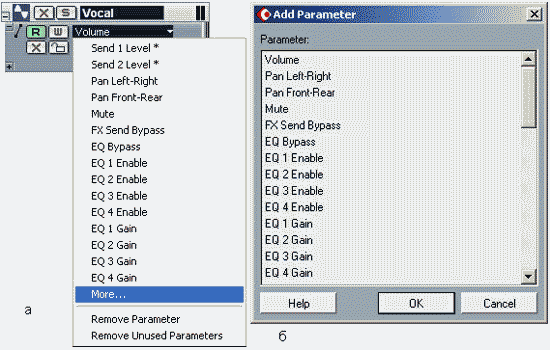 X S Vocal
R W Volume
X
Send 1 Level *
Send 2 Level *
Pan Left-Right
Pan Front-Rear
Mute
FX Send Bypass
EQ Bypass
EQ 1 Enable
EQ 2 Enable
EQ 3 Enable
EQ 4 Enable
EQ 1 Gain
EQ 2 Gain
EQ 3 Gain
EQ 4 Gain
More...
Remove Parameter
Remove Unused Parameters
а
Add Parameter
Parameter:
Volume
Pan Left-Right
Pan Front-Rear
Mute
FX Send Bypass
EQ Bypass
EQ 1 Enable
EQ 2 Enable
EQ 3 Enable
EQ 4 Enable
EQ 1 Gain
EQ 2 Gain
EQ 3 Gain
EQ 4 Gain
Help OK Cancel
б